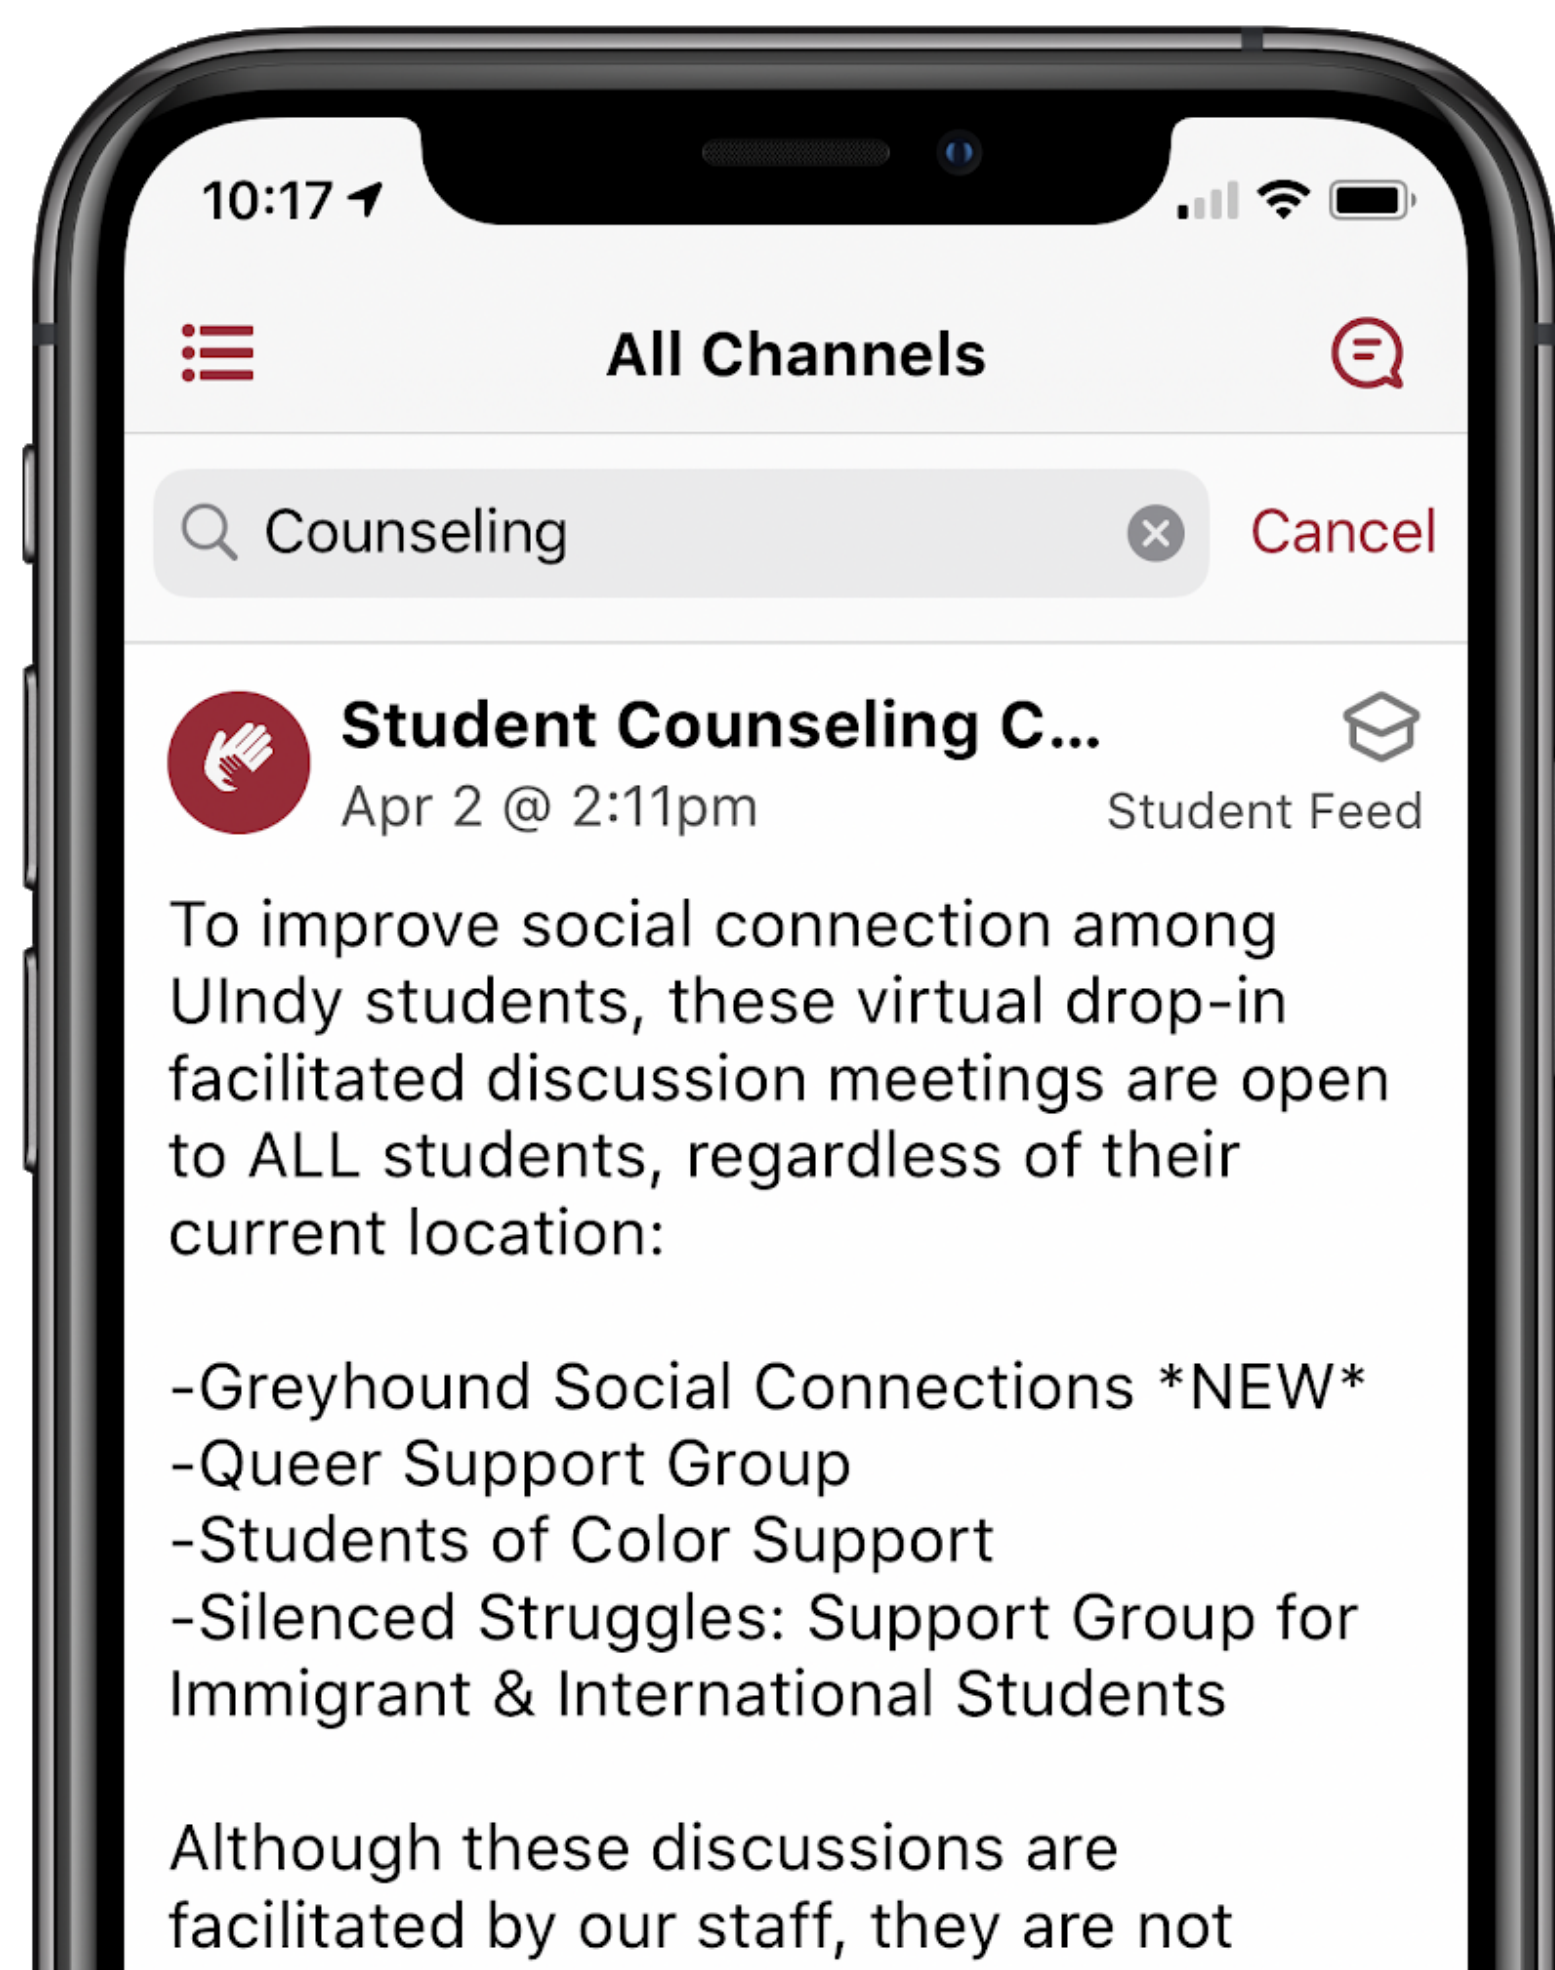 10:17
All Channels
Counseling
Cancel
Student Counseling C...
Apr 2 @ 2:11pm
Student Feed
To improve social connection among
UIndy students, these virtual drop-in
facilitated discussion meetings are open
to ALL students, regardless of their
current location:
-Greyhound Social Connections *NEW*
-Queer Support Group
-Students of Color Support
-Silenced Struggles: Support Group for
Immigrant & International Students
Although these discussions are
facilitated by our staff, they are not